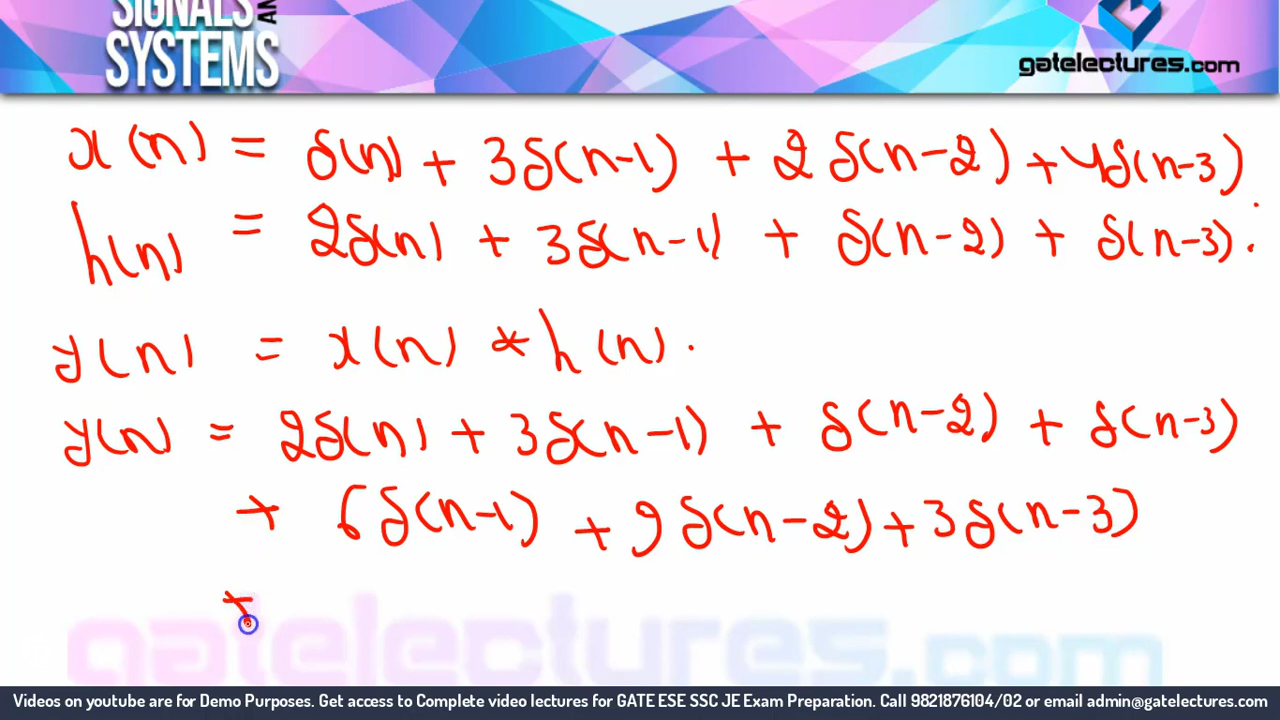 SIGNALS AND
SYSTEMS
gatelectures.com
x(n) = δ(n) + 3δ(n-1) + 2δ(n-2) + 4δ(n-3)
h(n) = 2δ(n) + 3δ(n-1) + δ(n-2) + δ(n-3).
y(n) = x(n) * h(n).
y(n) = 2δ(n) + 3δ(n-1) + δ(n-2) + δ(n-3)
+ 6δ(n-1) + 9δ(n-2) + 3δ(n-3)
+
gatelectures.com
Videos on youtube are for Demo Purposes. Get access to Complete video lectures for GATE ESE SSC JE Exam Preparation. Call 9821876104/02 or email admin@gatelectures.com